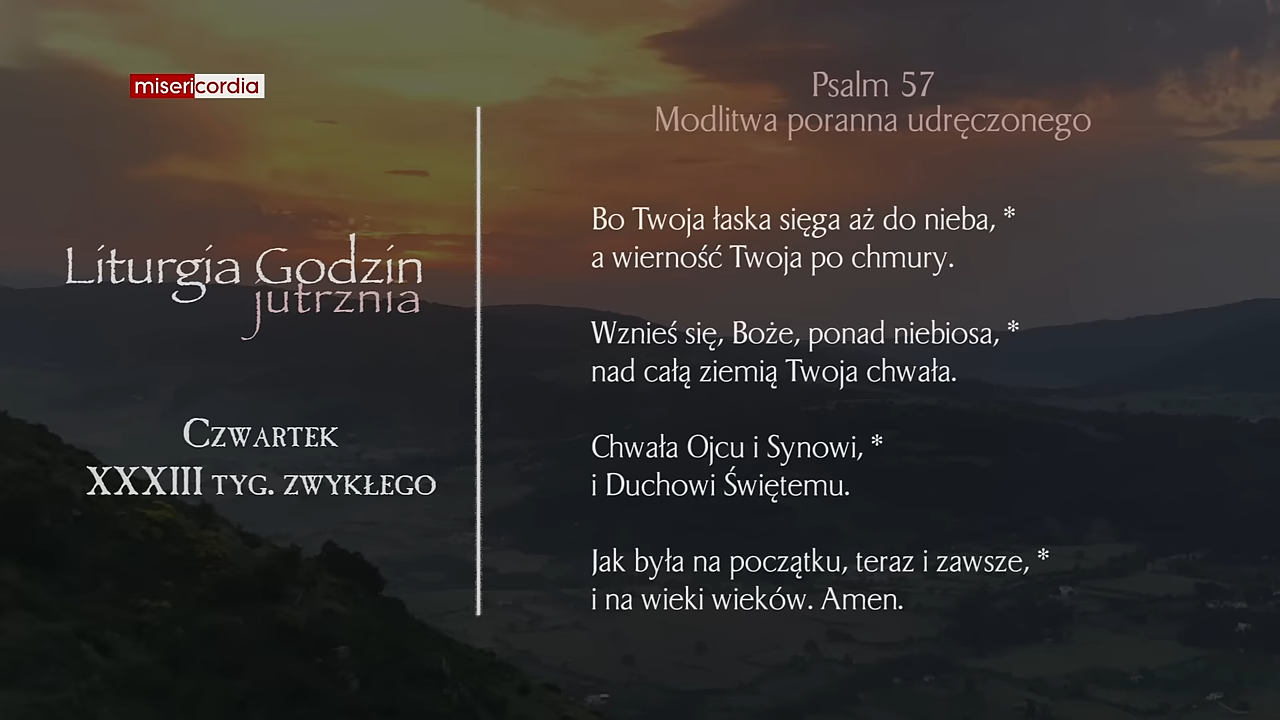 misericordia
Liturgia Godzin
jutrznia
Czwartek
XXXIII tyg. zwykłego
Psalm 57
Modlitwa poranna udręczonego
Bo Twoja łaska sięga aż do nieba, *
a wierność Twoja po chmury.
Wznieś się, Boże, ponad niebiosa, *
nad całą ziemią Twoja chwała.
Chwała Ojcu i Synowi, *
i Duchowi Świętemu.
Jak była na początku, teraz i zawsze, *
i na wieki wieków. Amen.